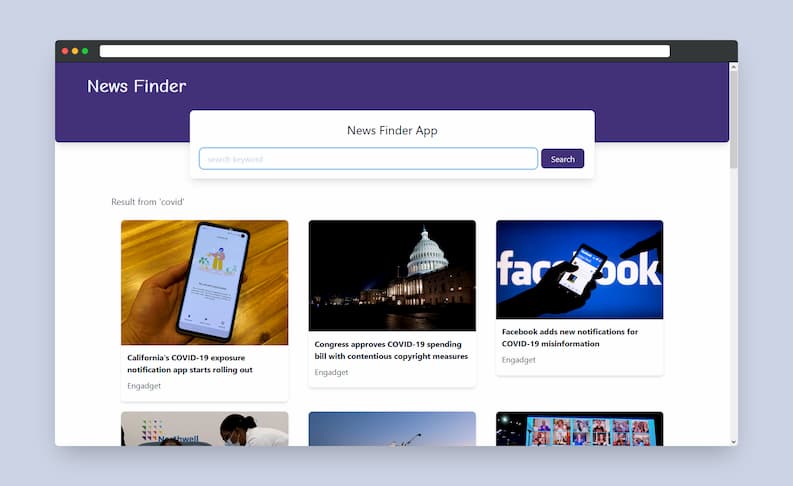 News Finder
News Finder App
search keyword
Search
Result from 'covid'
facebook
California's COVID-19 exposure
notification app starts rolling out
Engadget
Congress approves COVID-19 spending
bill with contentious copyright measures
Engadget
Facebook adds new notifications for
COVID-19 misinformation
Engadget
Northwell